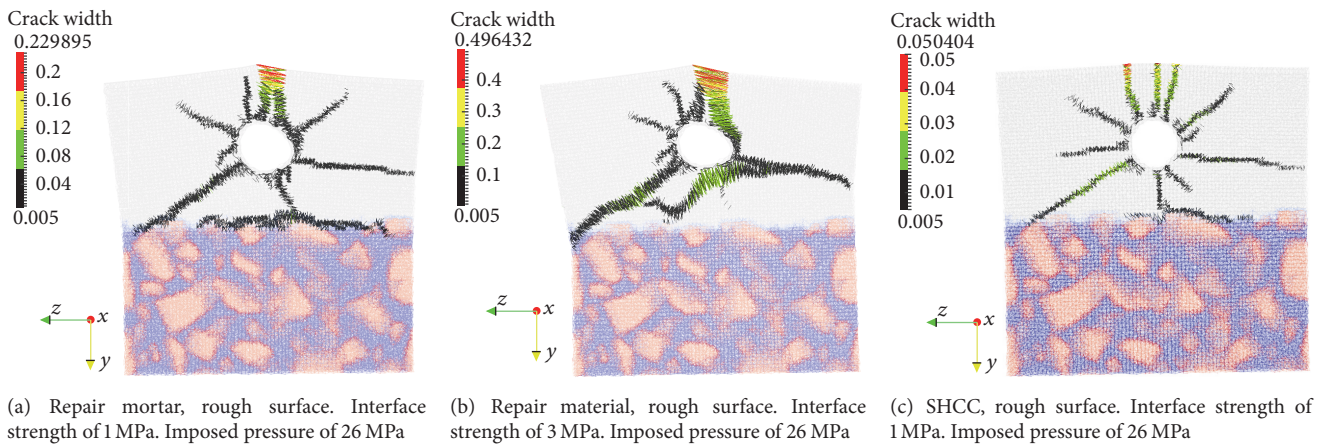 Crack width
0.229895
0.2
0.16
0.12
0.08
0.04
0.005
z
x
y
(a) Repair mortar, rough surface. Interface
strength of 1 MPa. Imposed pressure of 26 MPa
Crack width
0.496432
0.4
0.3
0.2
0.1
0.005
z
x
y
(b) Repair material, rough surface. Interface
strength of 3 MPa. Imposed pressure of 26 MPa
Crack width
0.050404
0.05
0.04
0.03
0.02
0.01
0.005
z
x
y
(c) SHCC, rough surface. Interface strength of
1 MPa. Imposed pressure of 26 MPa